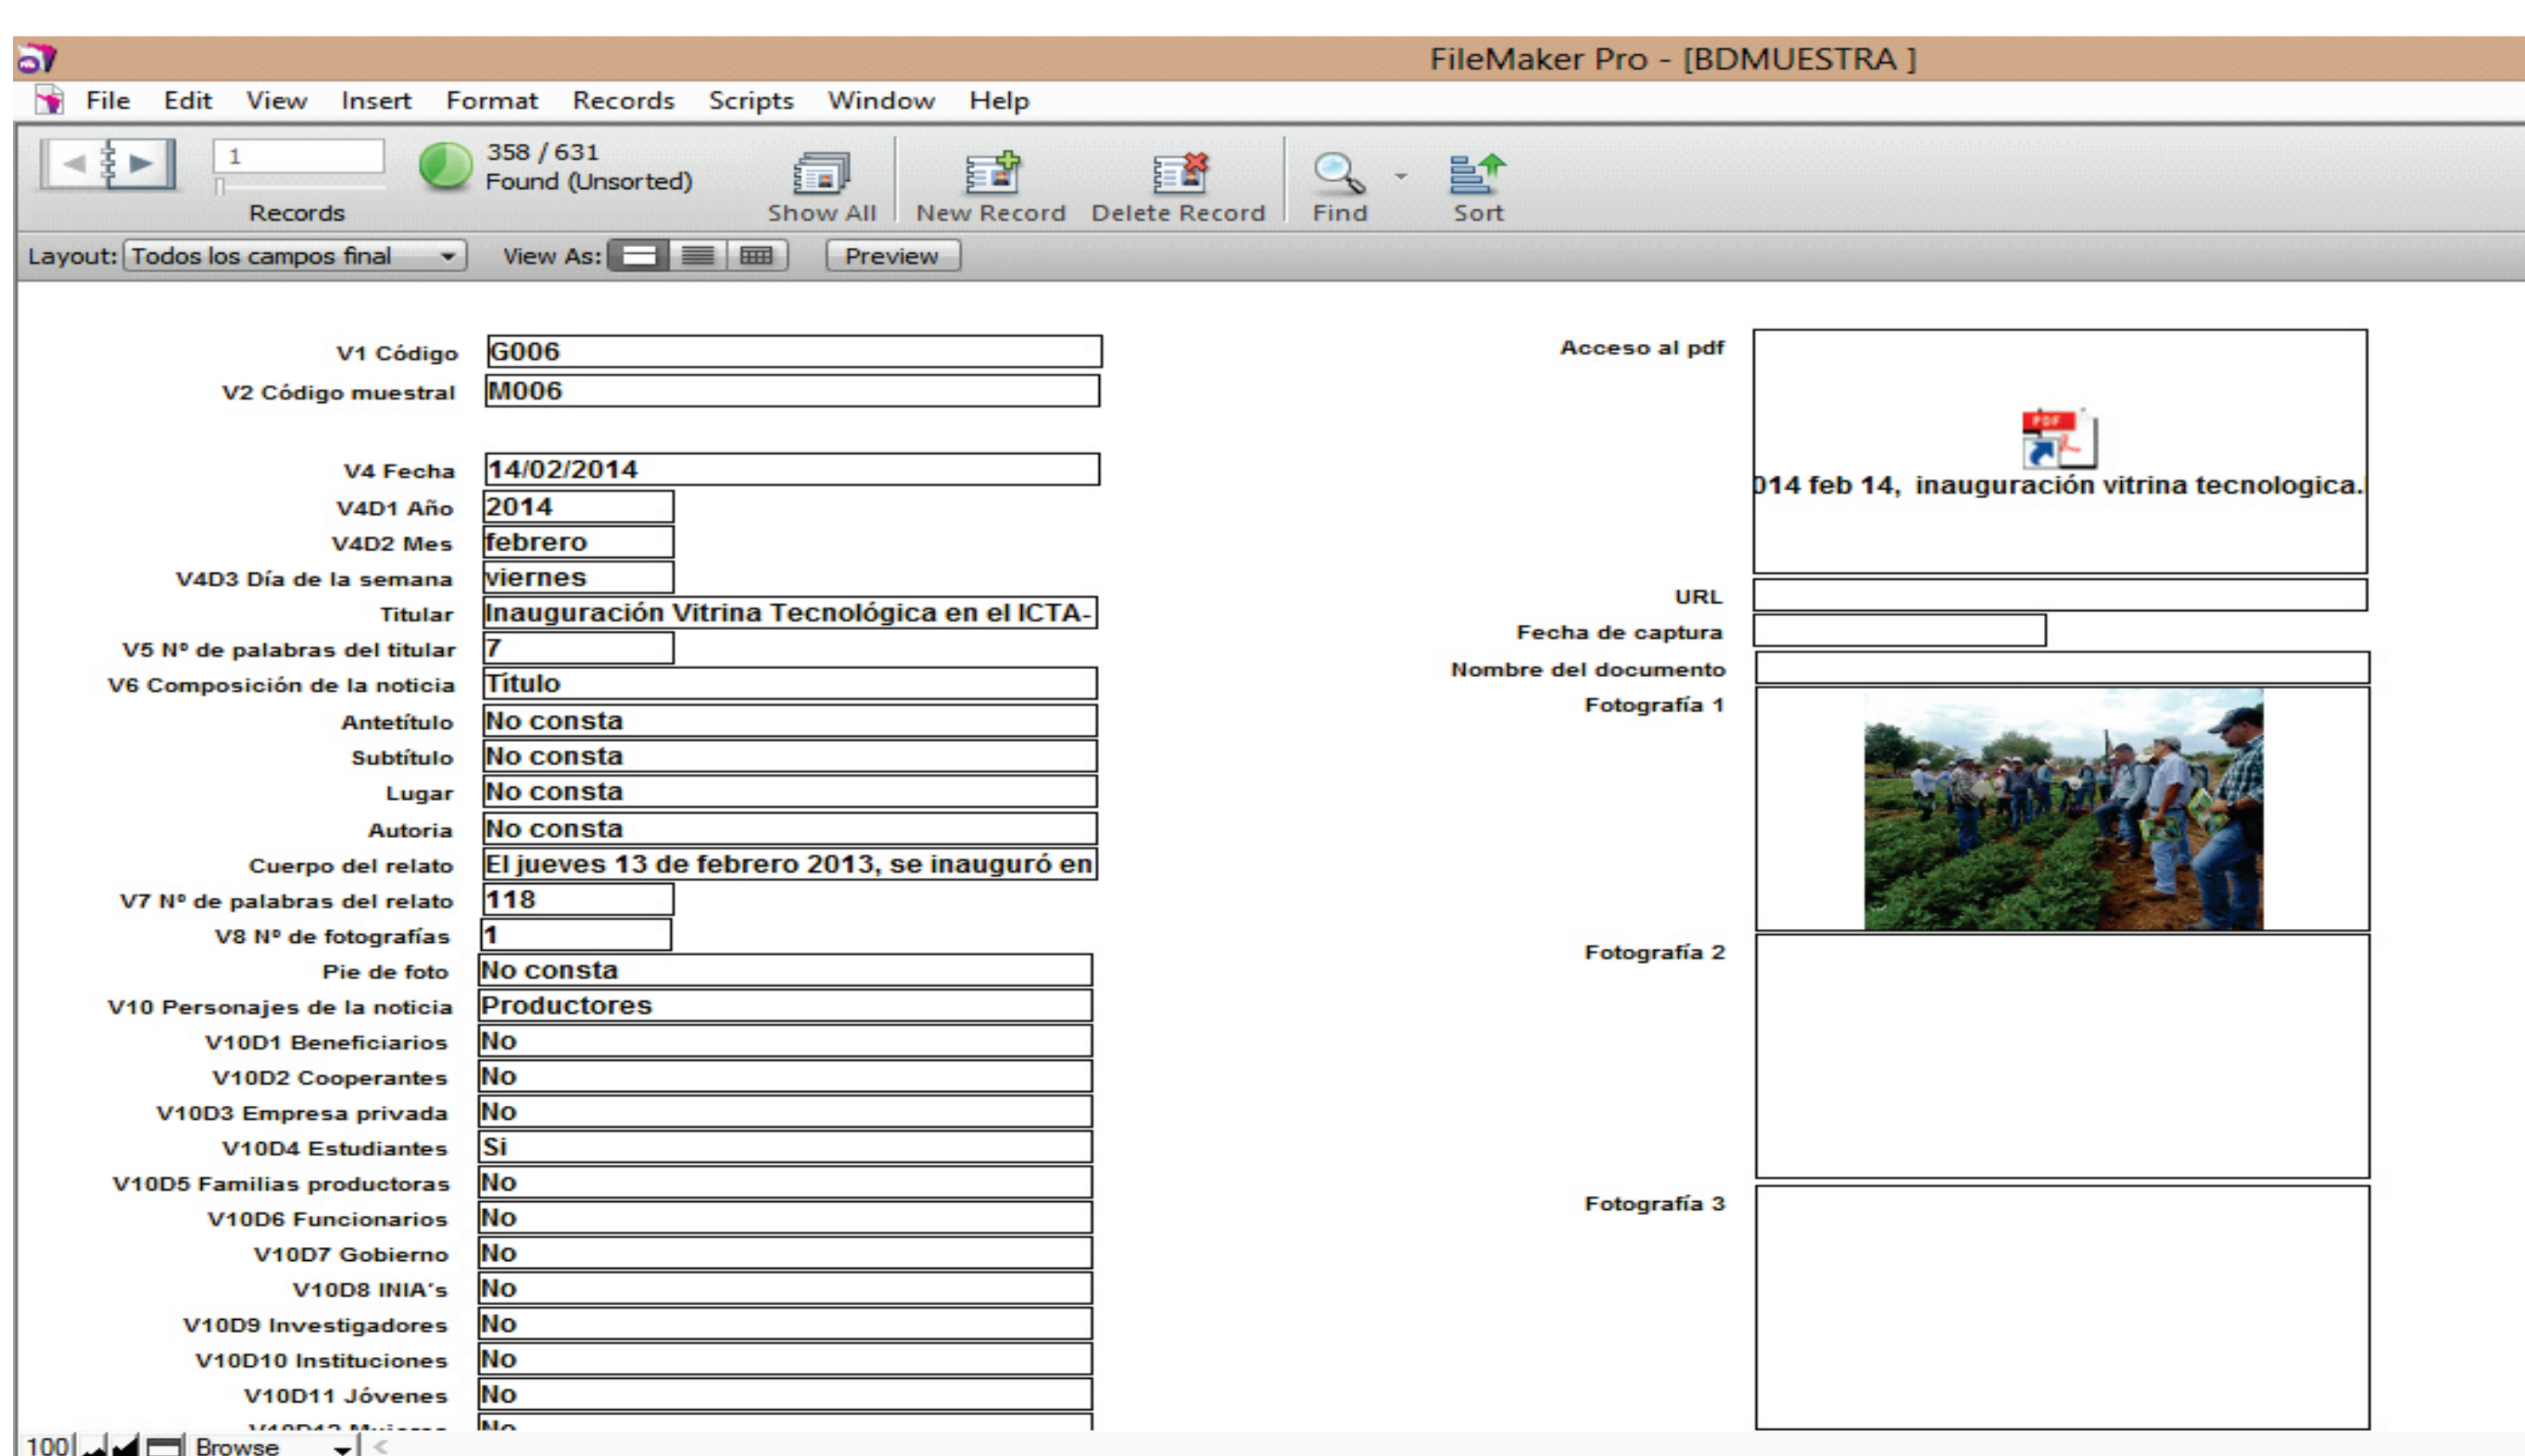 FileMaker Pro - [BDMUESTRA ]
File Edit View Insert Format Records Scripts Window Help
1
358 / 631
Found (Unsorted)
Records
Show All New Record Delete Record Find Sort
Layout: Todos los campos final View As: Preview
V1 Código G006
V2 Código muestral M006
V4 Fecha 14/02/2014
V4D1 Año 2014
V4D2 Mes febrero
V4D3 Día de la semana viernes
Titular Inauguración Vitrina Tecnológica en el ICTA-
V5 Nº de palabras del titular 7
V6 Composición de la noticia Título
Antetítulo No consta
Subtítulo No consta
Lugar No consta
Autoria No consta
Cuerpo del relato El jueves 13 de febrero 2013, se inauguró en
V7 Nº de palabras del relato 118
V8 Nº de fotografías 1
Pie de foto No consta
V10 Personajes de la noticia Productores
V10D1 Beneficiarios No
V10D2 Cooperantes No
V10D3 Empresa privada No
V10D4 Estudiantes Si
V10D5 Familias productoras No
V10D6 Funcionarios No
V10D7 Gobierno No
V10D8 INIA's No
V10D9 Investigadores No
V10D10 Instituciones No
V10D11 Jóvenes No
V10D12 Mujeres No
Acceso al pdf
PDF
014 feb 14, inauguración vitrina tecnologica.
URL
Fecha de captura
Nombre del documento
Fotografía 1
Fotografía 2
Fotografía 3
100 Browse